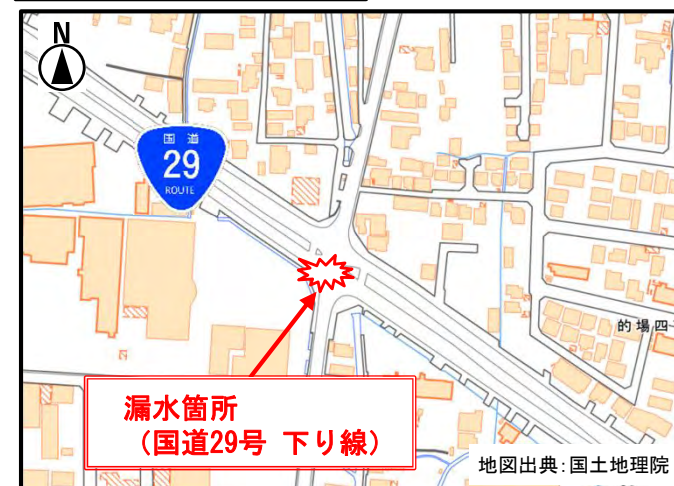 N
国道
29
ROUTE
的場四
漏水箇所
（国道29号 下り線）
地図出典：国土地理院